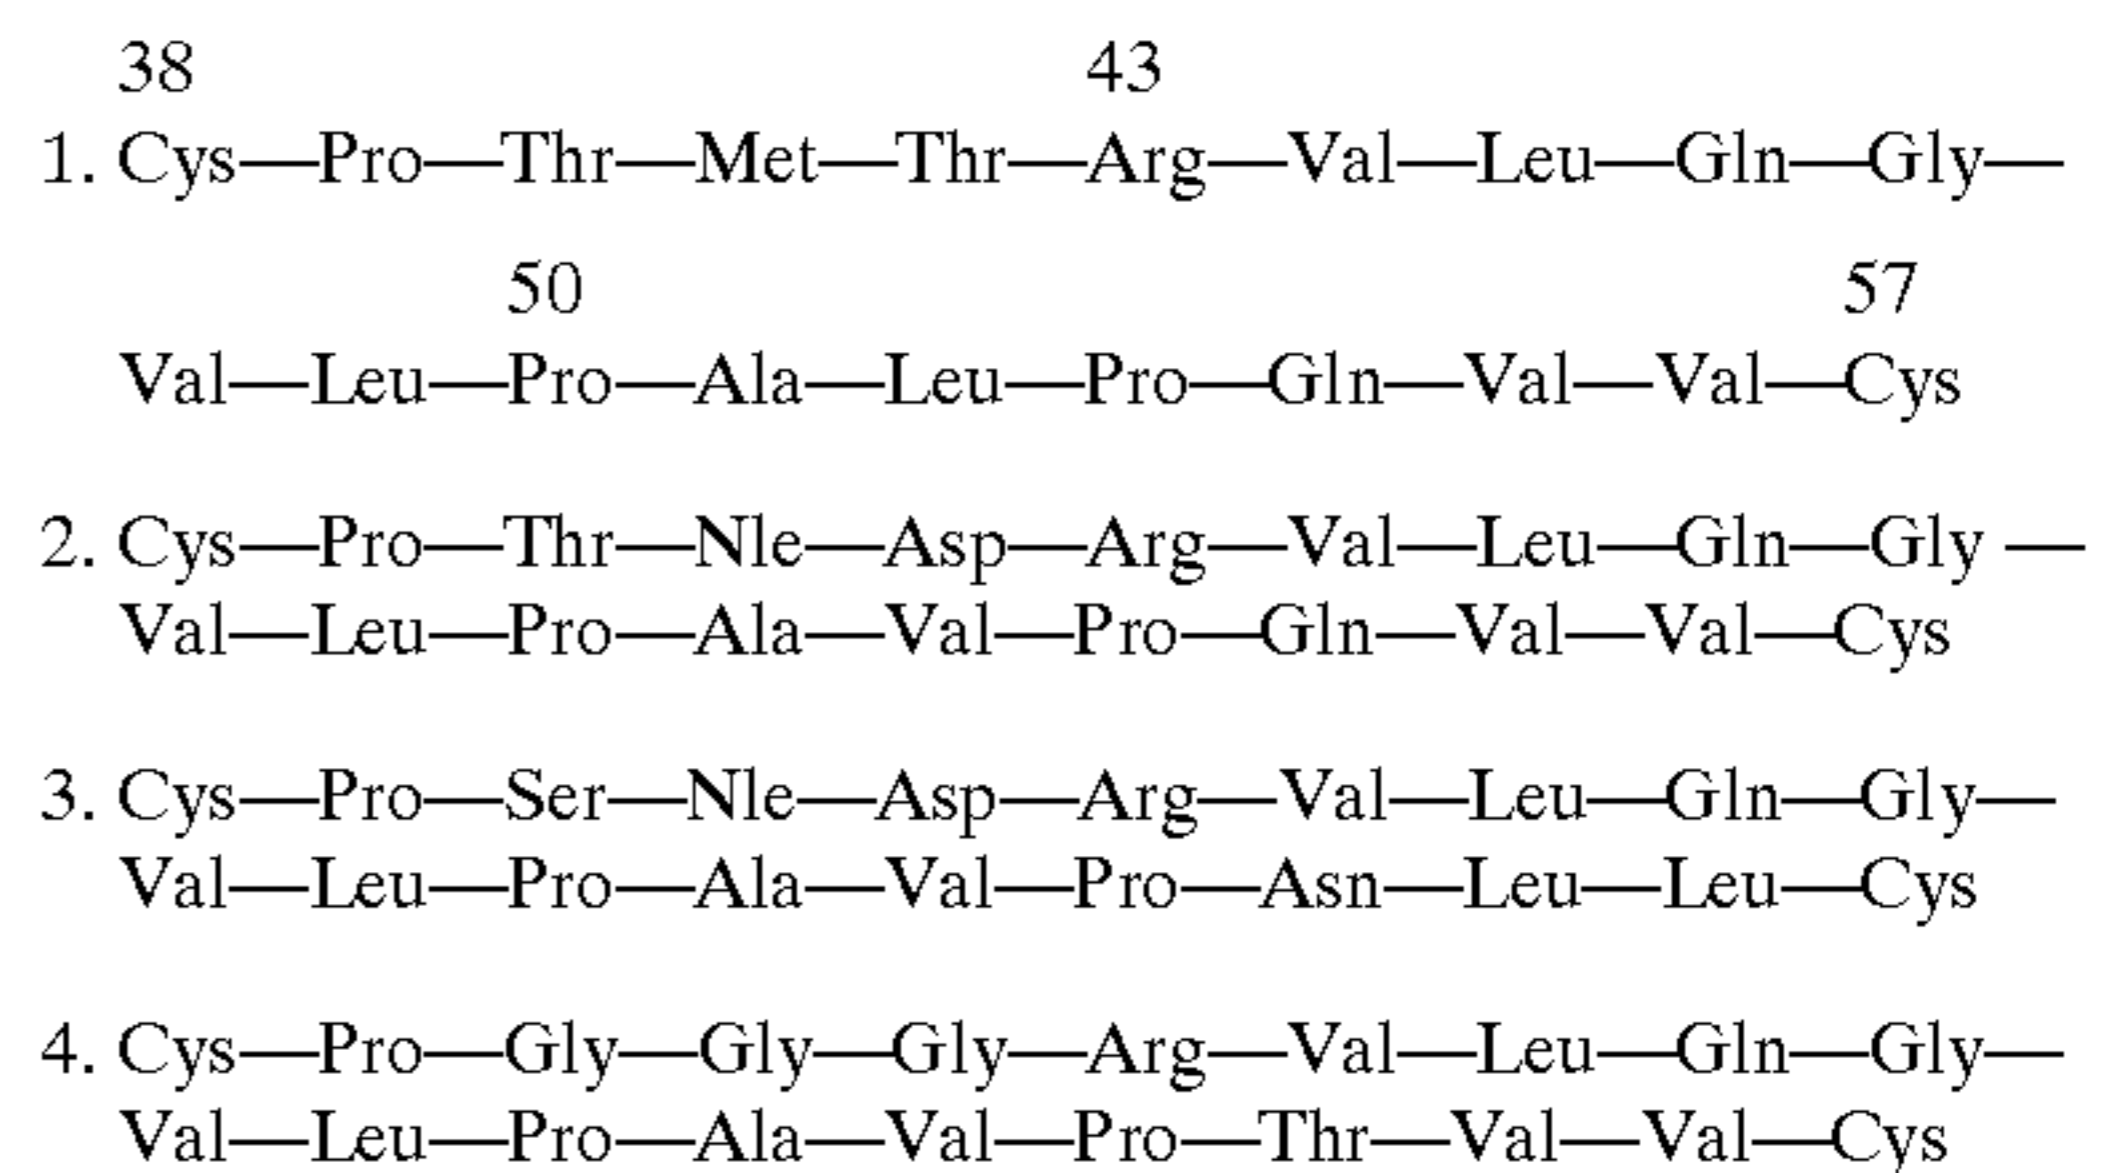 38 43
1. Cys—Pro—Thr—Met—Thr—Arg—Val—Leu—Gln—Gly—
50 57
Val—Leu—Pro—Ala—Leu—Pro—Gln—Val—Val—Cys
2. Cys—Pro—Thr—Nle—Asp—Arg—Val—Leu—Gln—Gly —
Val—Leu—Pro—Ala—Val—Pro—Gln—Val—Val—Cys
3. Cys—Pro—Ser—Nle—Asp—Arg—Val—Leu—Gln—Gly—
Val—Leu—Pro—Ala—Val—Pro—Asn—Leu—Leu—Cys
4. Cys—Pro—Gly—Gly—Gly—Arg—Val—Leu—Gln—Gly—
Val—Leu—Pro—Ala—Val—Pro—Thr—Val—Val—Cys